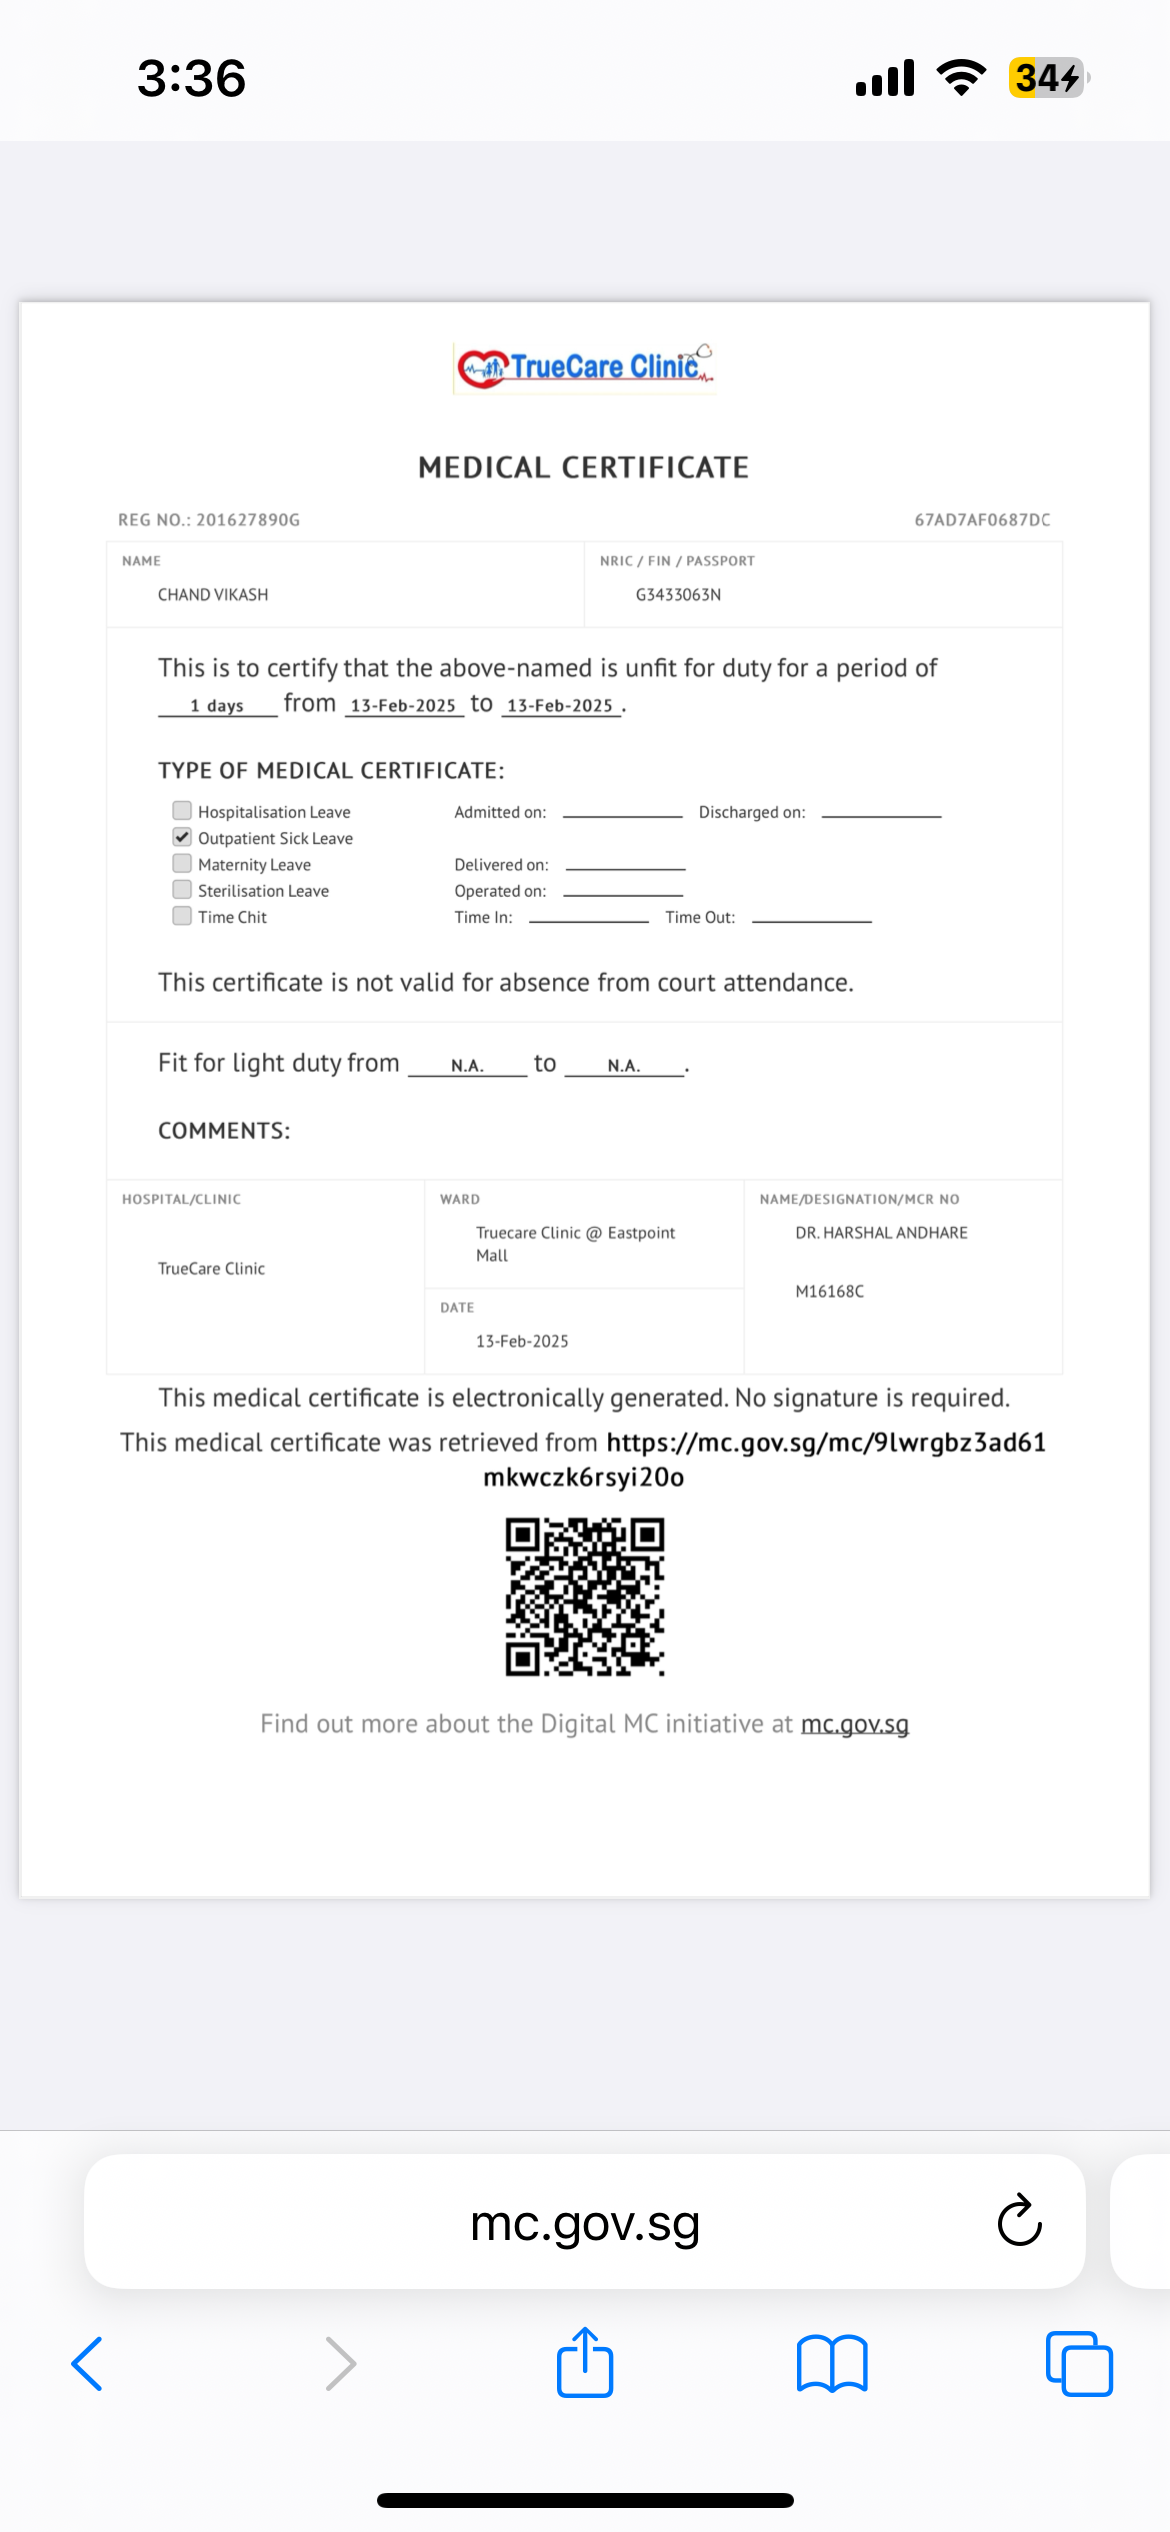 3:36
34
TrueCare Clinic
MEDICAL CERTIFICATE
REG NO.: 201627890G 67AD7AF0687DC
NAME NRIC / FIN / PASSPORT
CHAND VIKASH G3433063N
This is to certify that the above-named is unfit for duty for a period of
1 days from 13-Feb-2025 to 13-Feb-2025 .
TYPE OF MEDICAL CERTIFICATE:
Hospitalisation Leave Admitted on: Discharged on:
Outpatient Sick Leave
Maternity Leave Delivered on:
Sterilisation Leave Operated on:
Time Chit Time In: Time Out:
This certificate is not valid for absence from court attendance.
Fit for light duty from N.A. to N.A. .
COMMENTS:
HOSPITAL/CLINIC WARD NAME/DESIGNATION/MCR NO
Truecare Clinic @ Eastpoint DR. HARSHAL ANDHARE
Mall
TrueCare Clinic
M16168C
DATE
13-Feb-2025
This medical certificate is electronically generated. No signature is required.
This medical certificate was retrieved from https://mc.gov.sg/mc/9lwrgbz3ad61
mkwczk6rsyi20o
Find out more about the Digital MC initiative at mc.gov.sg
mc.gov.sg